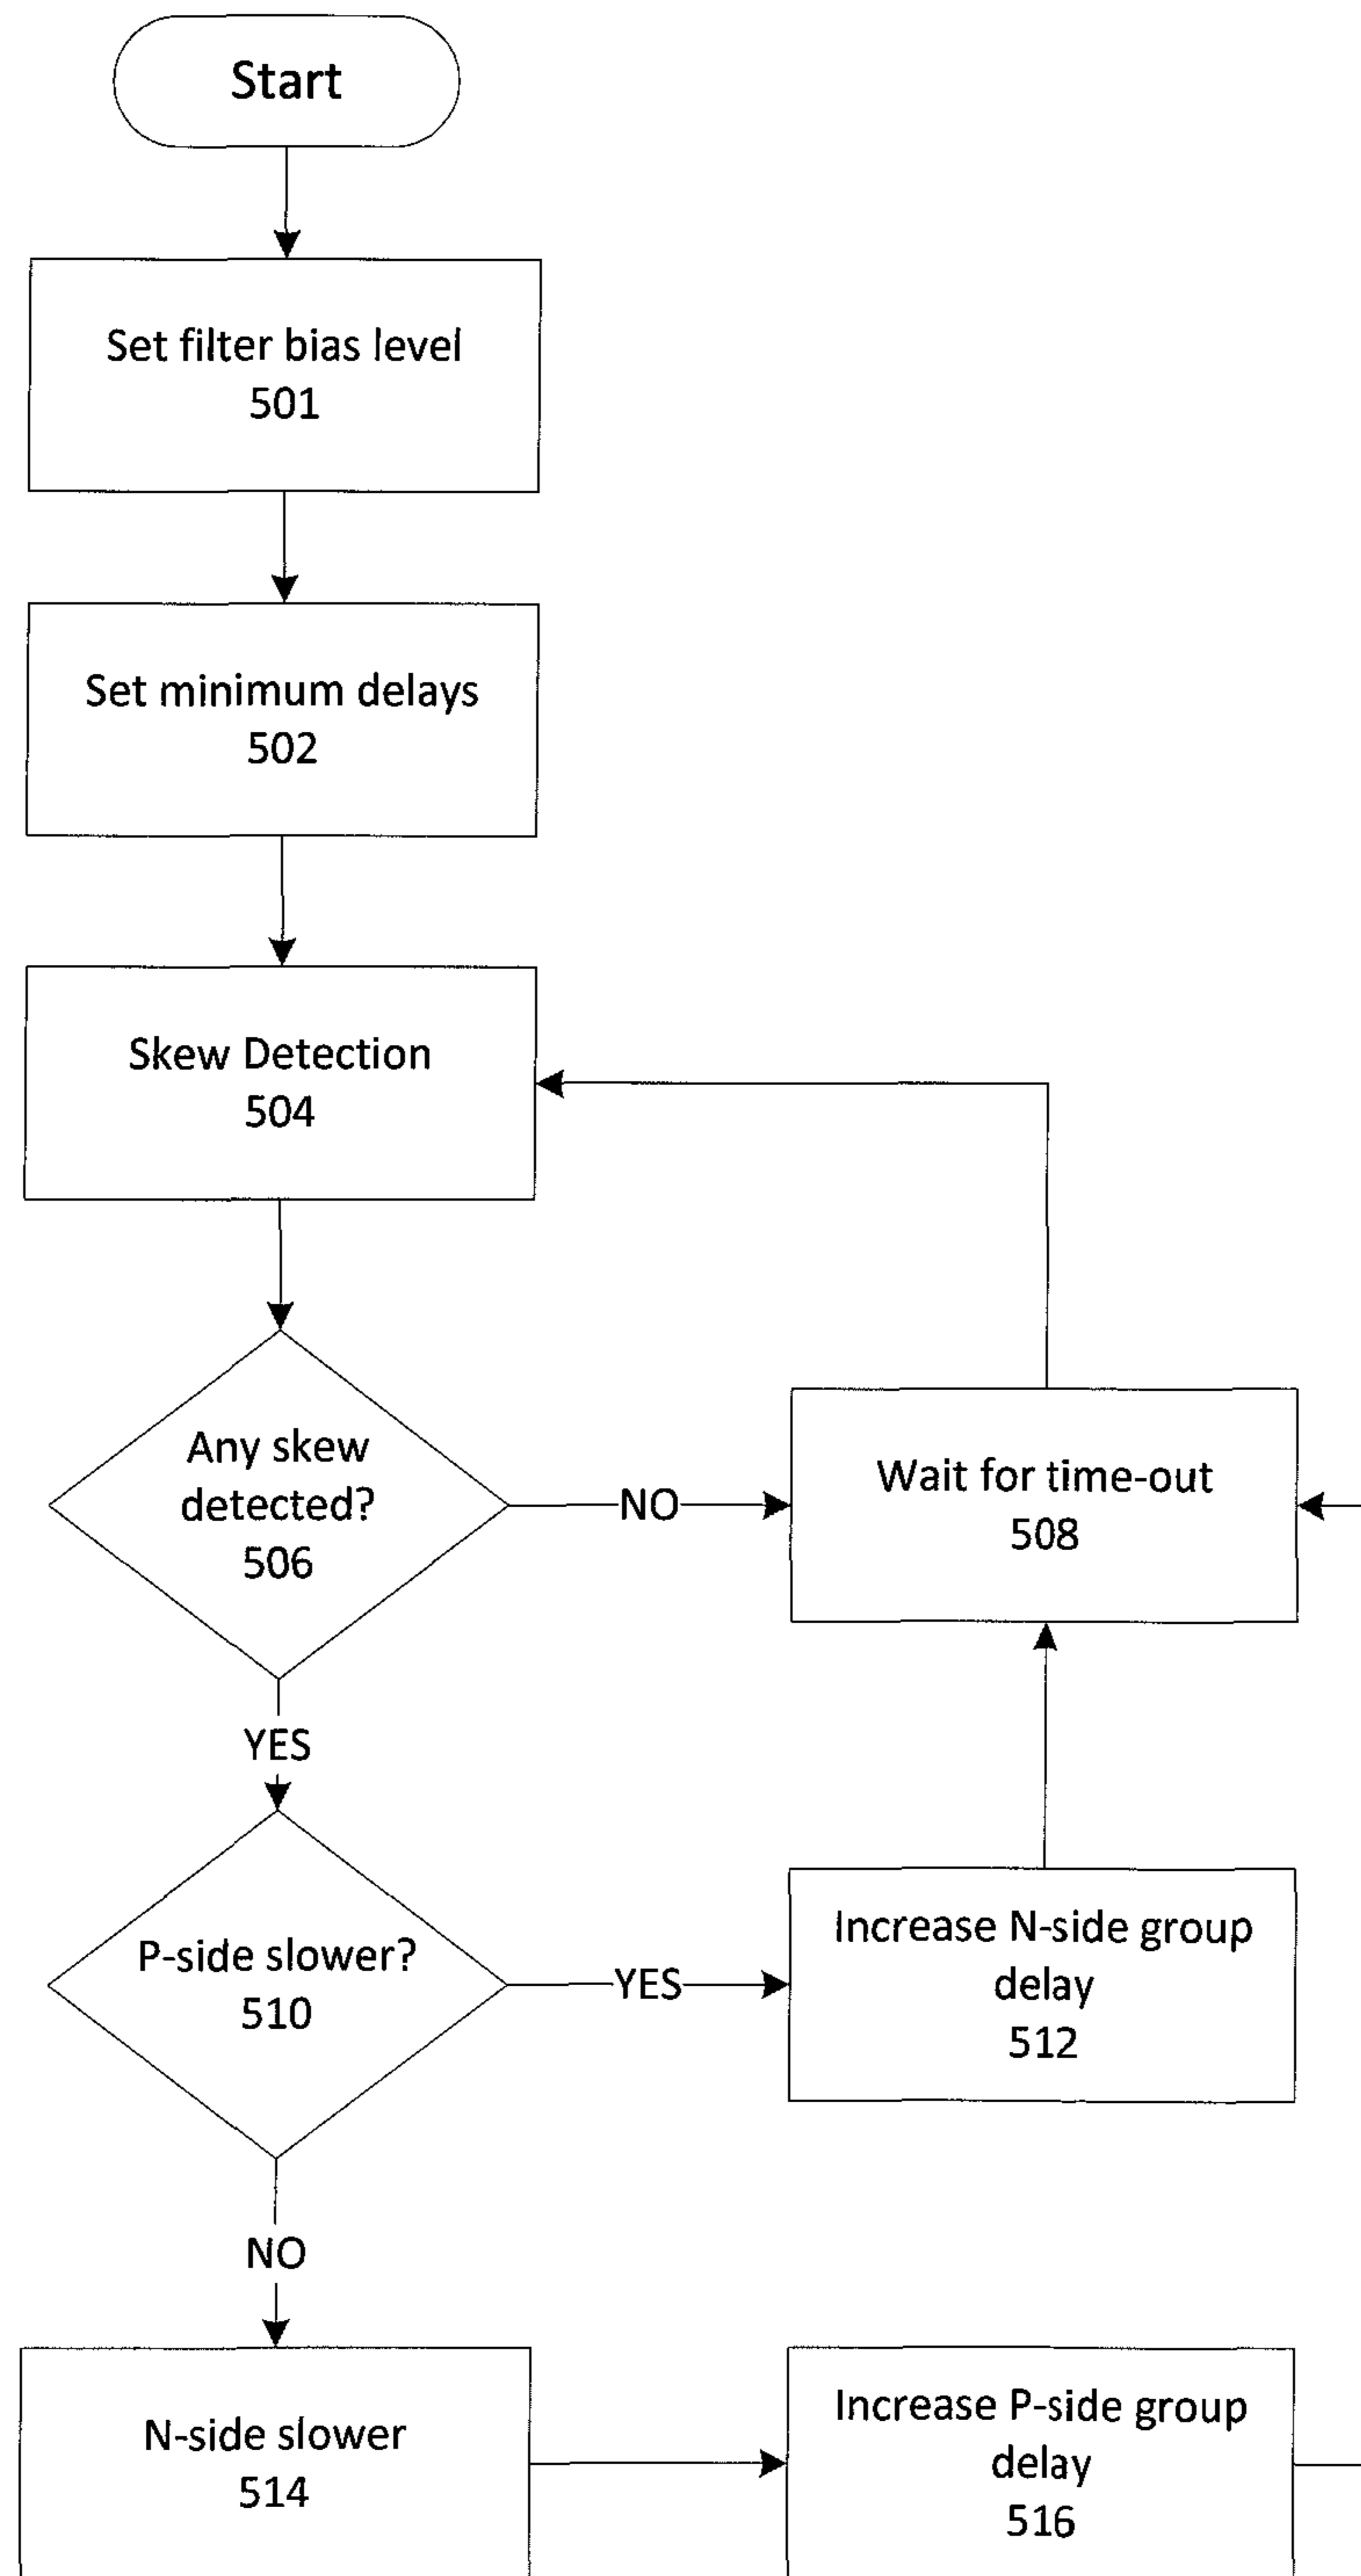 Start
Set filter bias level
501
Set minimum delays
502
Skew Detection
504
Any skew
detected?
506
NO
Wait for time-out
508
YES
P-side slower?
510
YES
Increase N-side group
delay
512
NO
N-side slower
514
Increase P-side group
delay
516